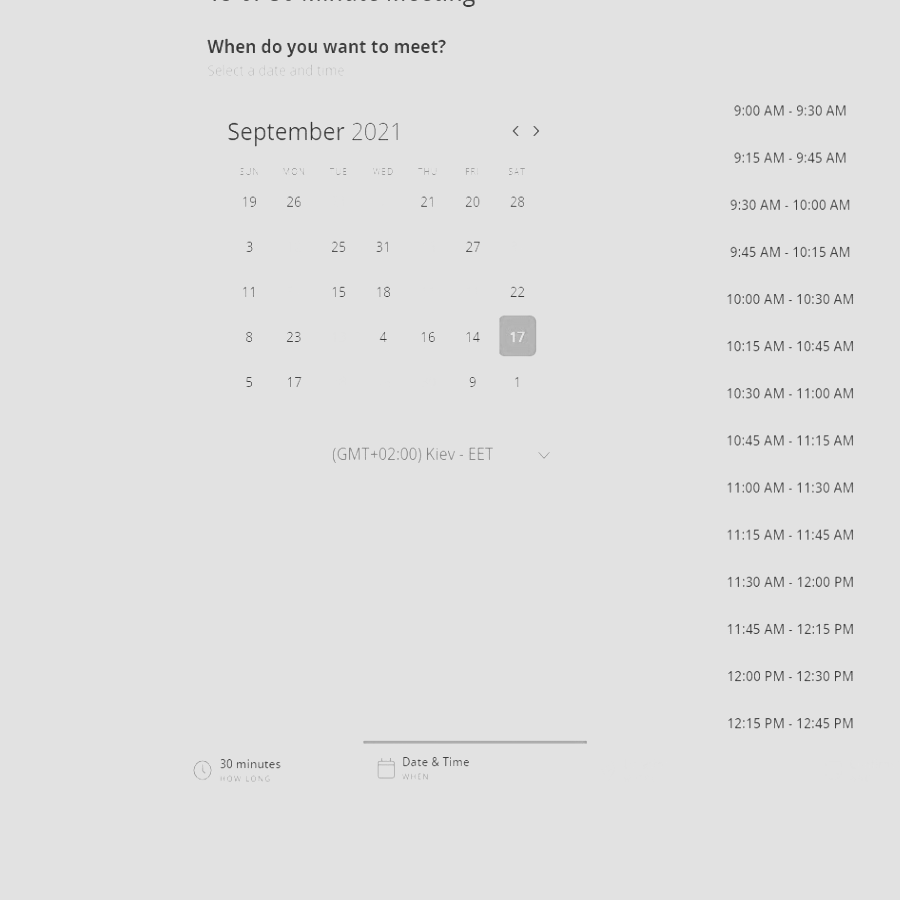 When do you want to meet?
Select a date and time
September 2021
SUN MON TUE WED THU FRI SAT
19 26 21 20 28
3 25 31 27
11 15 18 22
8 23 4 16 14 17
5 17 9 1
(GMT+02:00) Kiev - EET
9:00 AM - 9:30 AM
9:15 AM - 9:45 AM
9:30 AM - 10:00 AM
9:45 AM - 10:15 AM
10:00 AM - 10:30 AM
10:15 AM - 10:45 AM
10:30 AM - 11:00 AM
10:45 AM - 11:15 AM
11:00 AM - 11:30 AM
11:15 AM - 11:45 AM
11:30 AM - 12:00 PM
11:45 AM - 12:15 PM
12:00 PM - 12:30 PM
12:15 PM - 12:45 PM
30 minutes
HOW LONG
Date & Time
WHEN